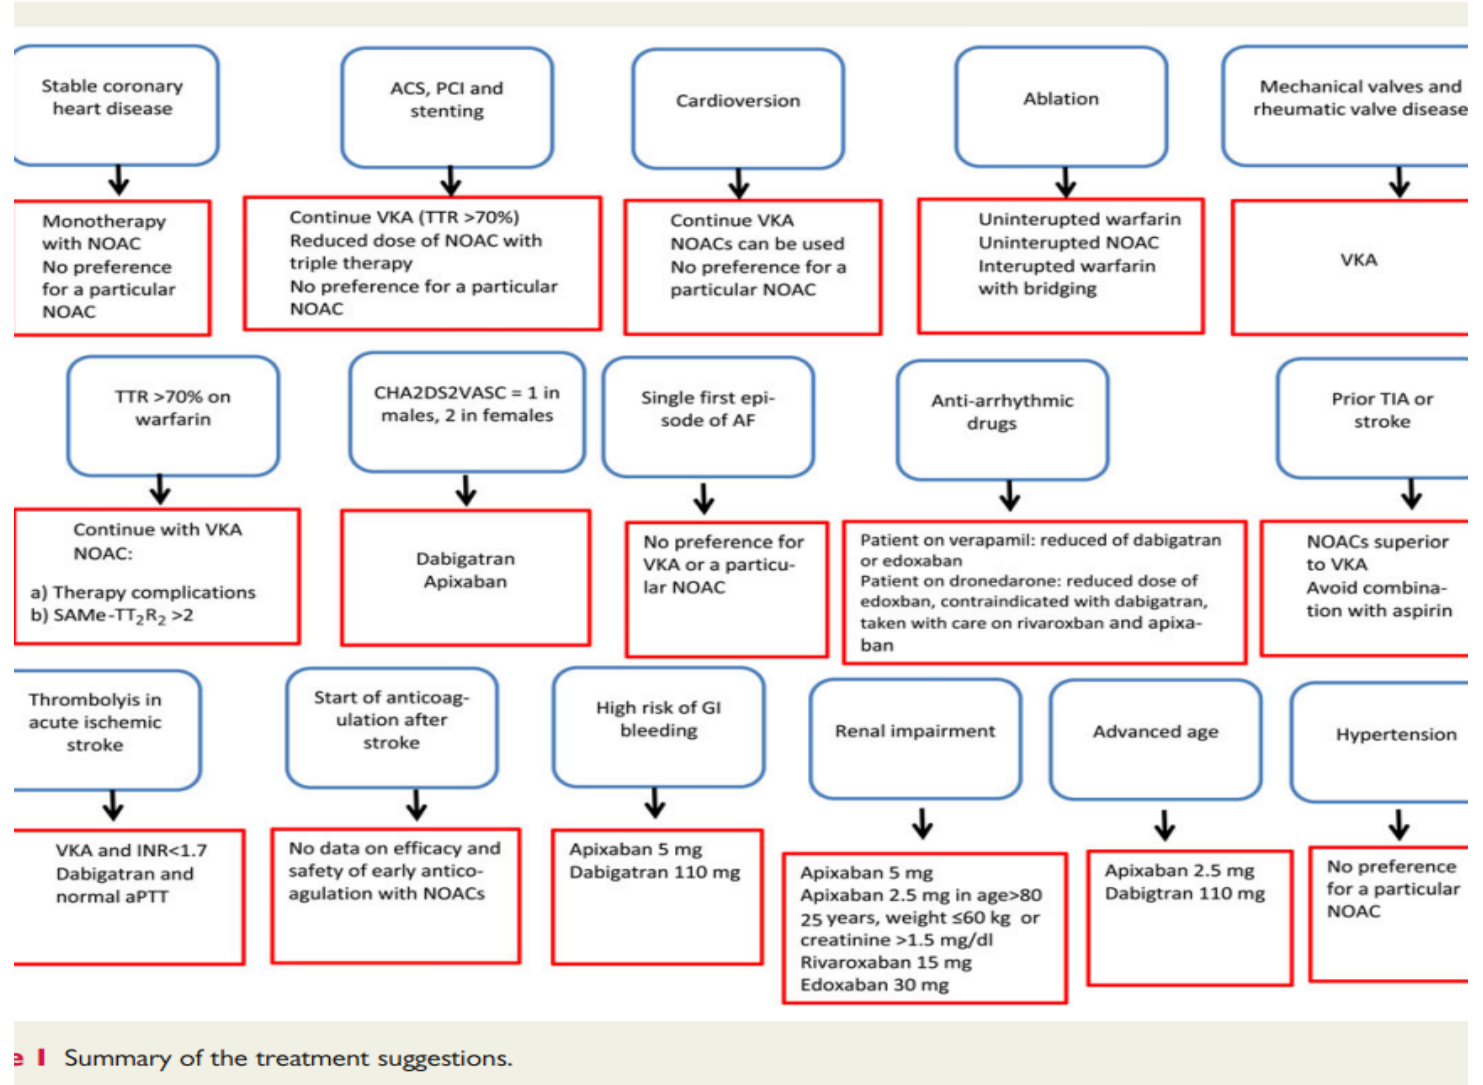 Stable coronary
heart disease
ACS, PCI and
stenting
Cardioversion
Ablation
Mechanical valves and
rheumatic valve disease
Monotherapy
with NOAC
No preference
for a particular
NOAC
Continue VKA (TTR >70%)
Reduced dose of NOAC with
triple therapy
No preference for a particular
NOAC
Continue VKA
NOACs can be used
No preference for a
particular NOAC
Uninterupted warfarin
Uninterupted NOAC
Interupted warfarin
with bridging
VKA
TTR >70% on
warfarin
CHA2DS2VASC = 1 in
males, 2 in females
Single first epi-
sode of AF
Anti-arrhythmic
drugs
Prior TIA or
stroke
Continue with VKA
NOAC:
a) Therapy complications
b) SAMe-TT2R2 >2
Dabigatran
Apixaban
No preference for
VKA or a particu-
lar NOAC
Patient on verapamil: reduced of dabigatran
or edoxaban
Patient on dronedarone: reduced dose of
edoxban, contraindicated with dabigatran,
taken with care on rivaroxban and apixa-
ban
NOACs superior
to VKA
Avoid combina-
tion with aspirin
Thrombolyis in
acute ischemic
stroke
Start of anticoag-
ulation after
stroke
High risk of GI
bleeding
Renal impairment
Advanced age
Hypertension
VKA and INR<1.7
Dabigatran and
normal aPTT
No data on efficacy and
safety of early antico-
agulation with NOACs
Apixaban 5 mg
Dabigatran 110 mg
Apixaban 5 mg
Apixaban 2.5 mg in age>80
25 years, weight ≤60 kg or
creatinine >1.5 mg/dl
Rivaroxaban 15 mg
Edoxaban 30 mg
Apixaban 2.5 mg
Dabigtran 110 mg
No preference
for a particular
NOAC
e 1 Summary of the treatment suggestions.